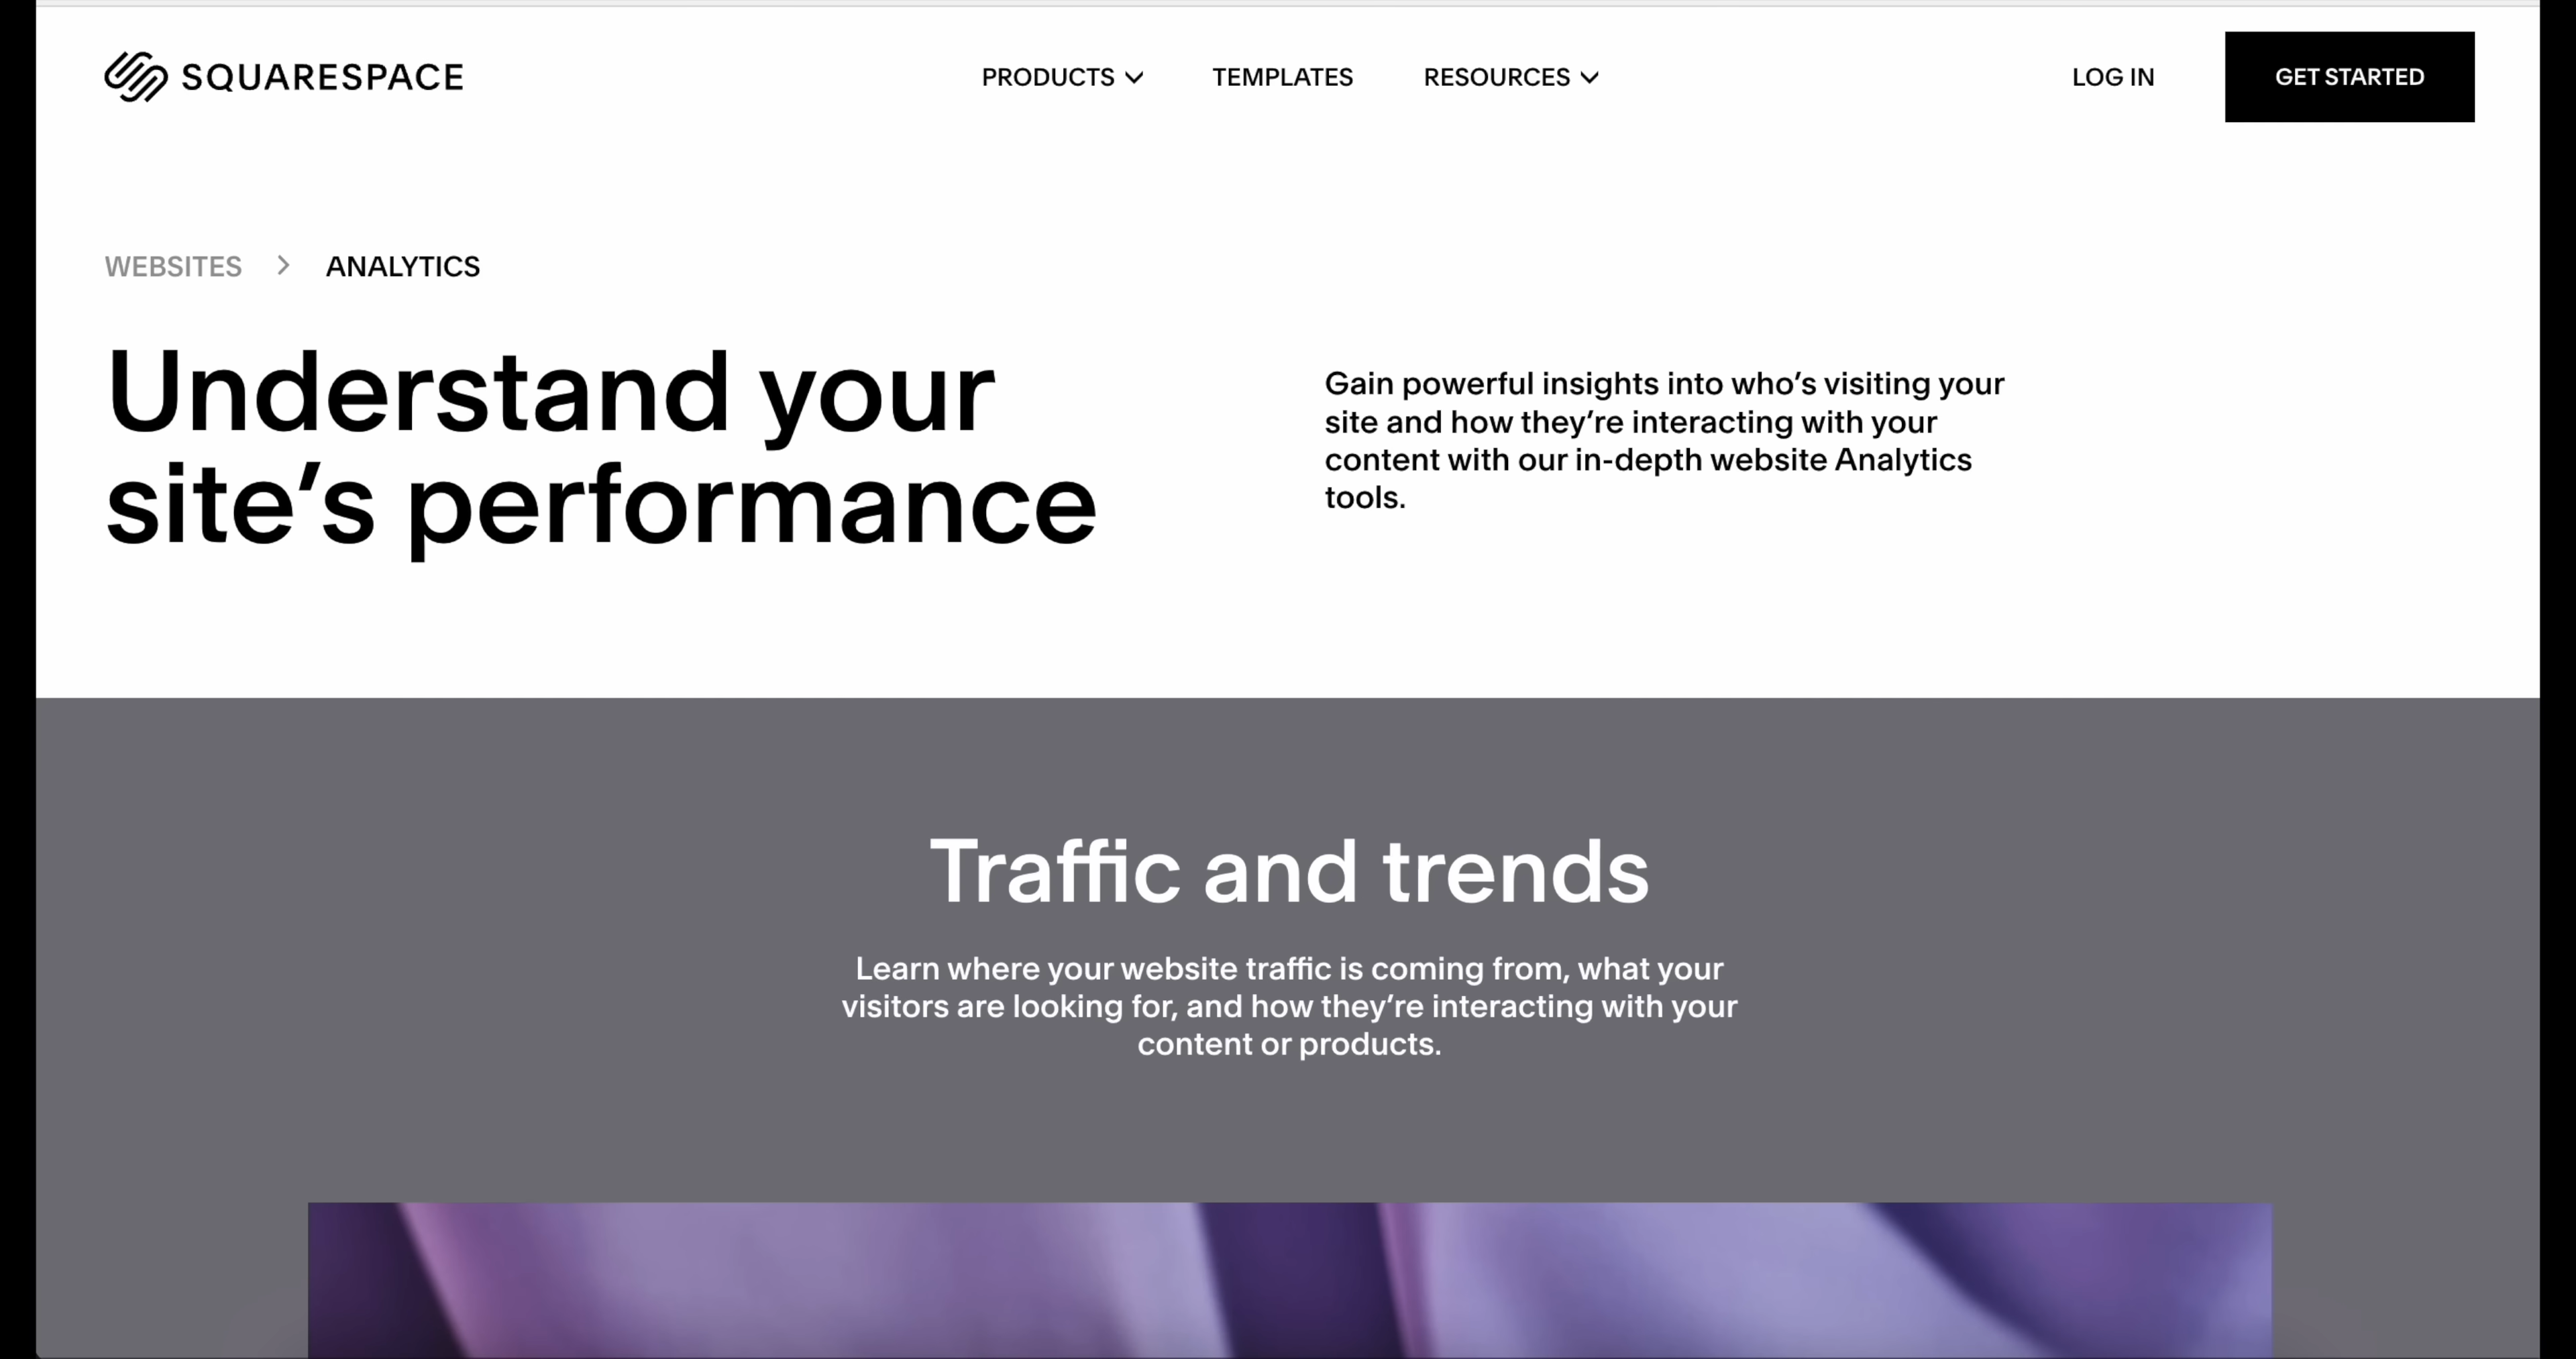 SQUARESPACE
PRODUCTS
TEMPLATES
RESOURCES
LOG IN
GET STARTED
WEBSITES > ANALYTICS
Understand your
site’s performance
Gain powerful insights into who’s visiting your
site and how they’re interacting with your
content with our in-depth website Analytics
tools.
Traffic and trends
Learn where your website traffic is coming from, what your
visitors are looking for, and how they’re interacting with your
content or products.